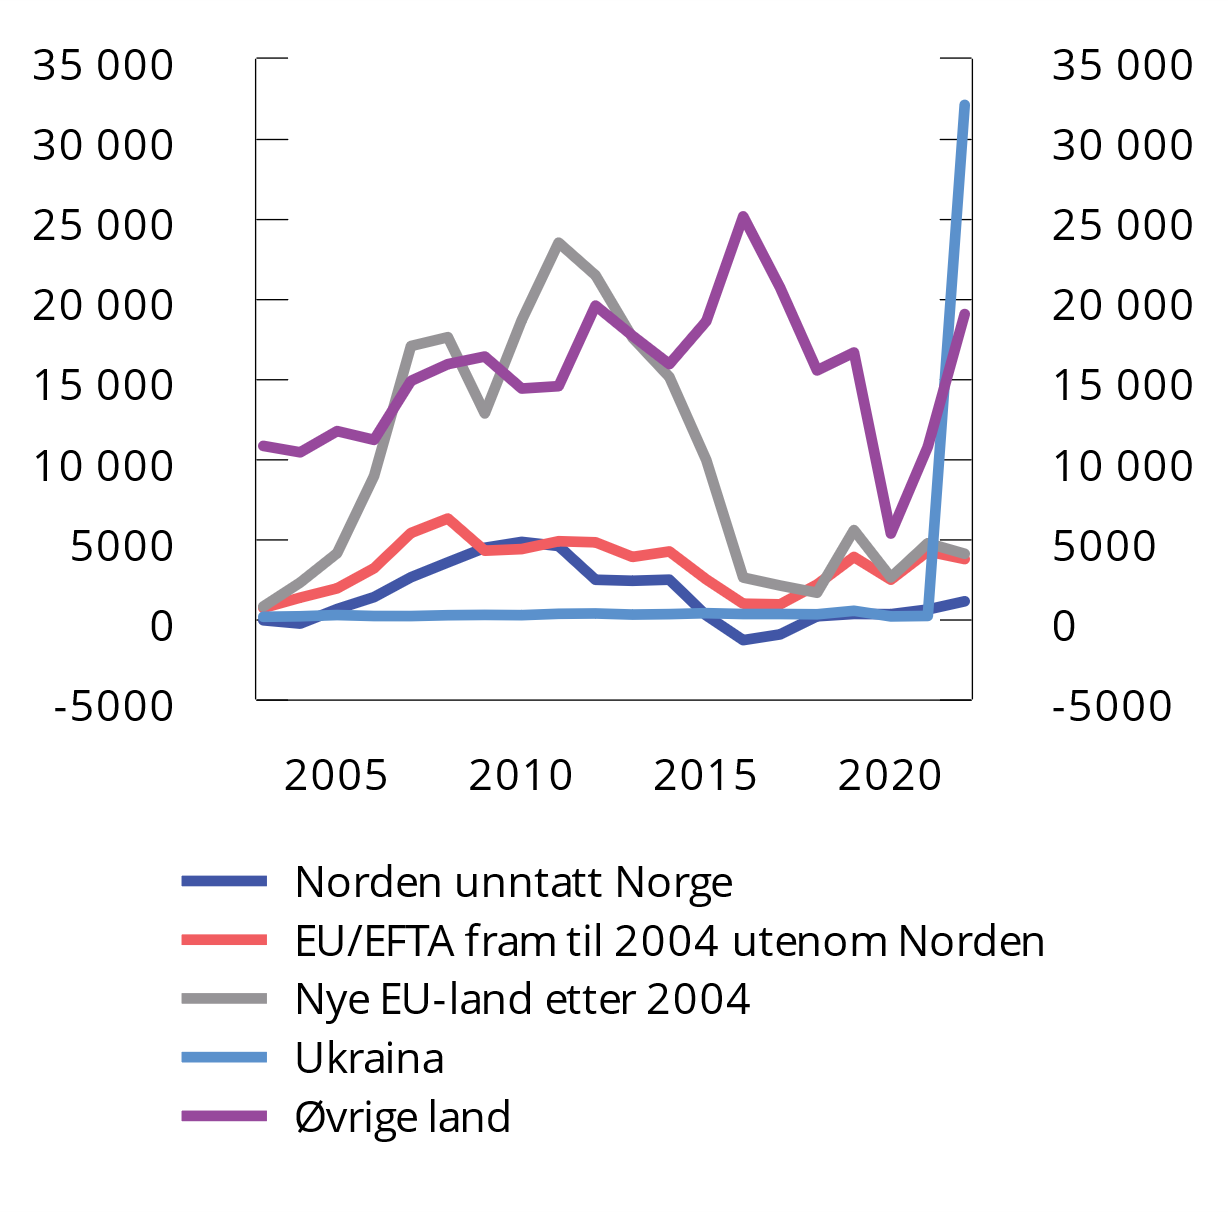 35 000 35 000
30 000 30 000
25 000 25 000
20 000 20 000
15 000 15 000
10 000 10 000
5000 5000
0 0
-5000 -5000
2005 2010 2015 2020
Norden unntatt Norge
EU/EFTA fram til 2004 utenom Norden
Nye EU-land etter 2004
Ukraina
Øvrige land